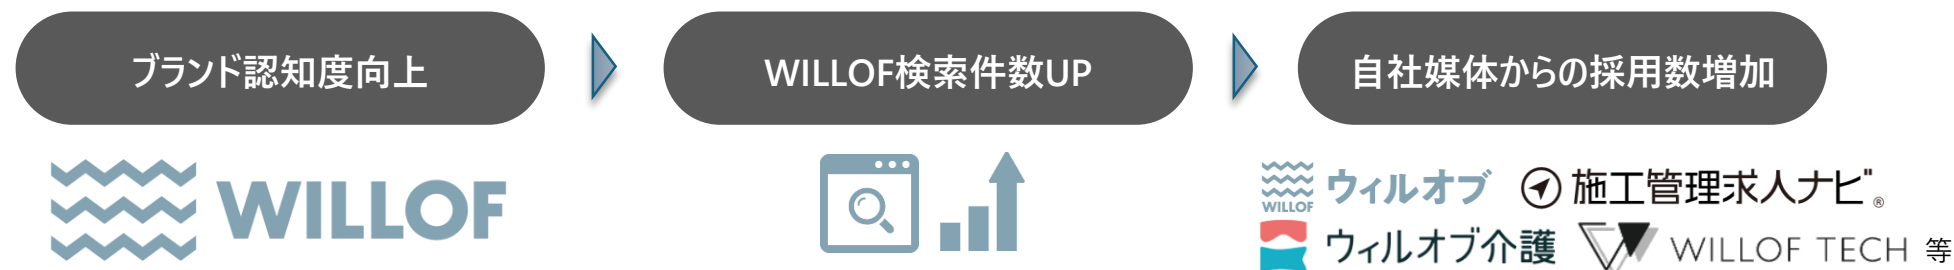 ブランド認知度向上
WILLOF検索件数UP
自社媒体からの採用数増加
WILLOF
WILLOF
ウィルオブ
施工管理求人ナビ®
ウィルオブ介護
WILLOF TECH 等